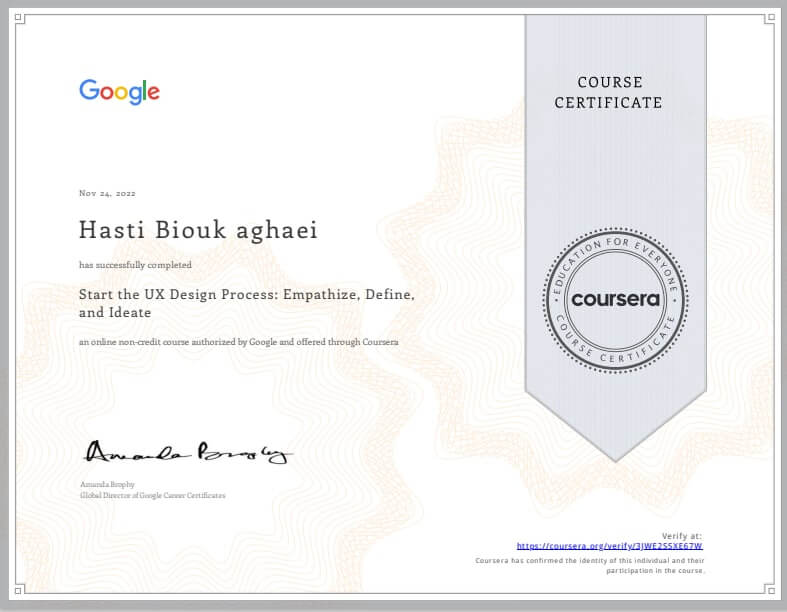 Google
COURSE
CERTIFICATE
Nov 24, 2022
Hasti Biouk aghaei
has successfully completed
Start the UX Design Process: Empathize, Define,
and Ideate
an online non-credit course authorized by Google and offered through Coursera
EDUCATION FOR EVERYONE
coursera
COURSE CERTIFICATE
Amanda Brophy
Amanda Brophy
Global Director of Google Career Certificates
Verify at:
https://coursera.org/verify/3JWE2SSXE67W
Coursera has confirmed the identity of this individual and their
participation in the course.